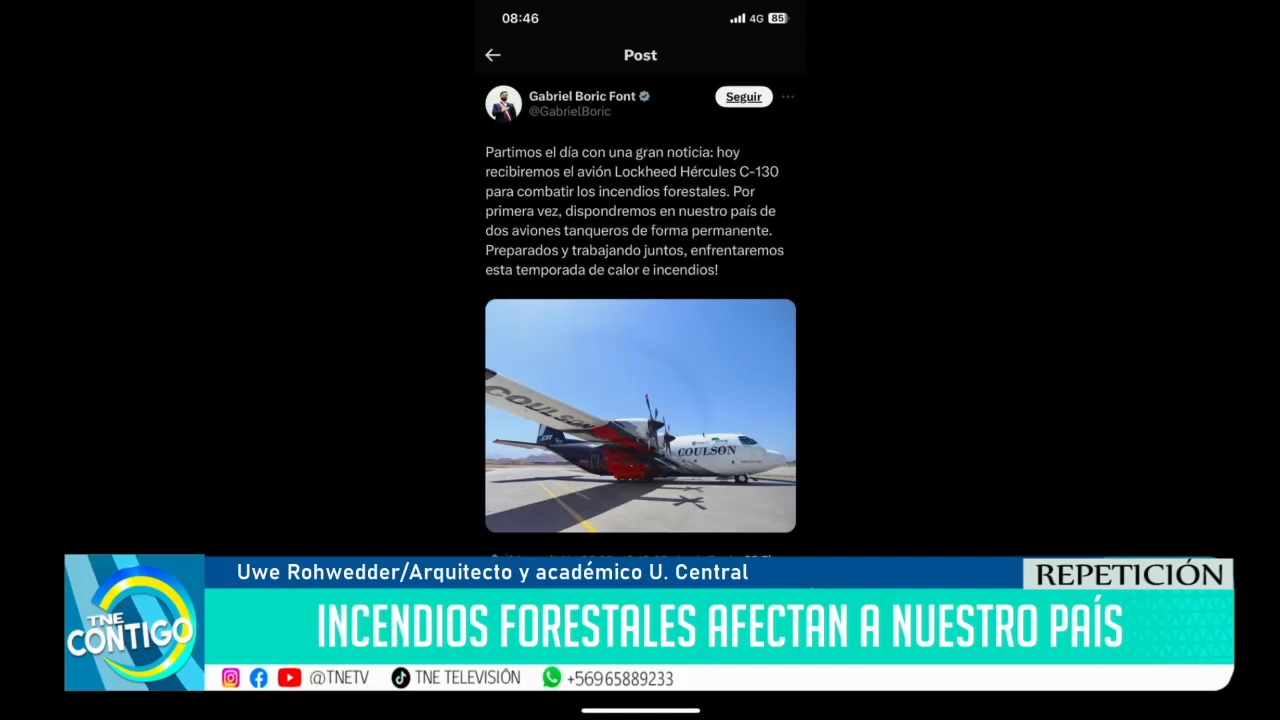 08:46
4G 85
Post
Gabriel Boric Font
@GabrielBoric
Seguir
Partimos el día con una gran noticia: hoy
recibiremos el avión Lockheed Hércules C-130
para combatir los incendios forestales. Por
primera vez, dispondremos en nuestro país de
dos aviones tanqueros de forma permanente.
Preparados y trabajando juntos, enfrentaremos
esta temporada de calor e incendios!
COULSON
COULSON
Uwe Rohwedder/Arquitecto y académico U. Central
REPETICIÓN
TNE
CONTIGO
INCENDIOS FORESTALES AFECTAN A NUESTRO PAÍS
@TNETV
TNE TELEVISIÓN
+56965889233